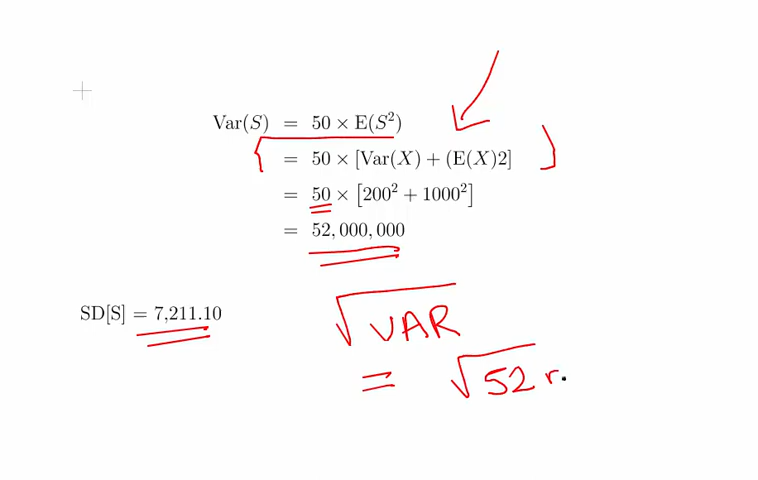 Var(S) = 50 × E(S²)
= 50 × [Var(X) + (E(X)2]
= 50 × [200² + 1000²]
= 52,000,000
SD[S] = 7,211.10
√VAR
= √52